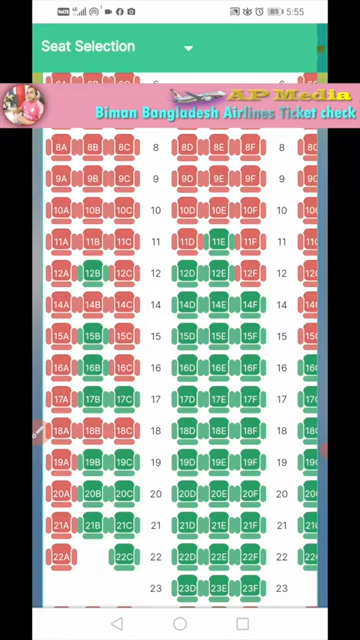 5:55
Seat Selection
AP Media
Biman Bangladesh Airlines Ticket check
8A 8B 8C 8 8D 8E 8F 8
9A 9B 9C 9 9D 9E 9F 9
10A 10B 10C 10 10D 10E 10F 10
11A 11B 11C 11 11D 11E 11F 11
12A 12B 12C 12 12D 12E 12F 12
14A 14B 14C 14 14D 14E 14F 14
15A 15B 15C 15 15D 15E 15F 15
16A 16B 16C 16 16D 16E 16F 16
17A 17B 17C 17 17D 17E 17F 17
18A 18B 18C 18 18D 18E 18F 18
19A 19B 19C 19 19D 19E 19F 19
20A 20B 20C 20 20D 20E 20F 20
21A 21B 21C 21 21D 21E 21F 21
22A 22C 22 22D 22E 22F 22
23 23D 23E 23F 23